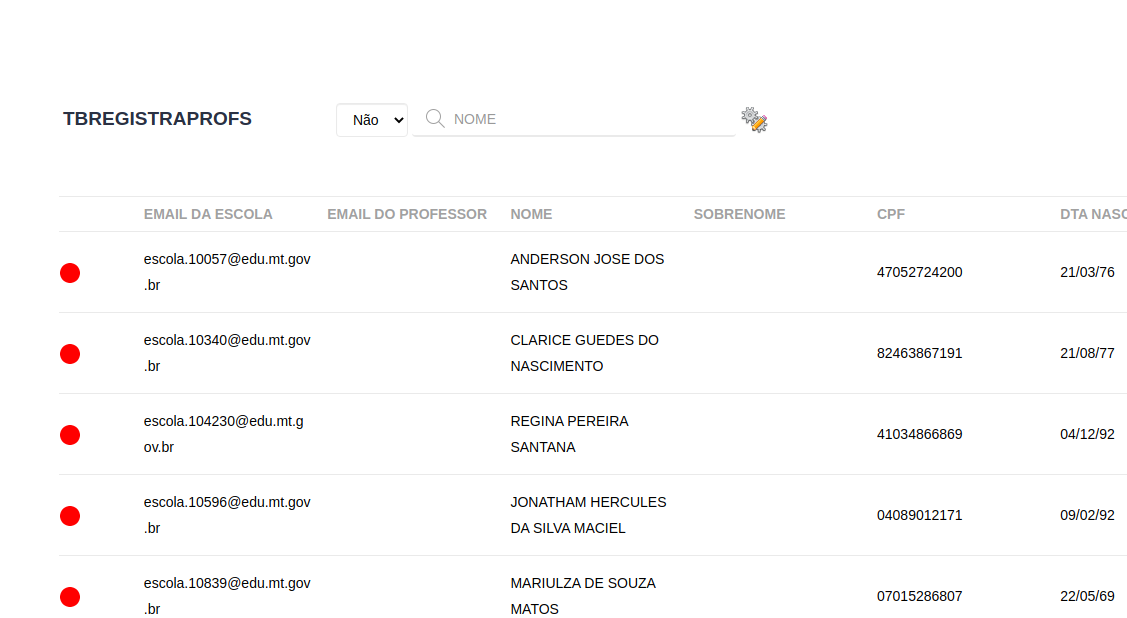 TBREGISTRAPROFS Não NOME
EMAIL DA ESCOLA EMAIL DO PROFESSOR NOME SOBRENOME CPF DTA NASC
escola.10057@edu.mt.gov ANDERSON JOSE DOS
.br SANTOS 47052724200 21/03/76
escola.10340@edu.mt.gov CLARICE GUEDES DO
.br NASCIMENTO 82463867191 21/08/77
escola.104230@edu.mt.g REGINA PEREIRA
ov.br SANTANA 41034866869 04/12/92
escola.10596@edu.mt.gov JONATHAM HERCULES
.br DA SILVA MACIEL 04089012171 09/02/92
escola.10839@edu.mt.gov MARIULZA DE SOUZA
.br MATOS 07015286807 22/05/69